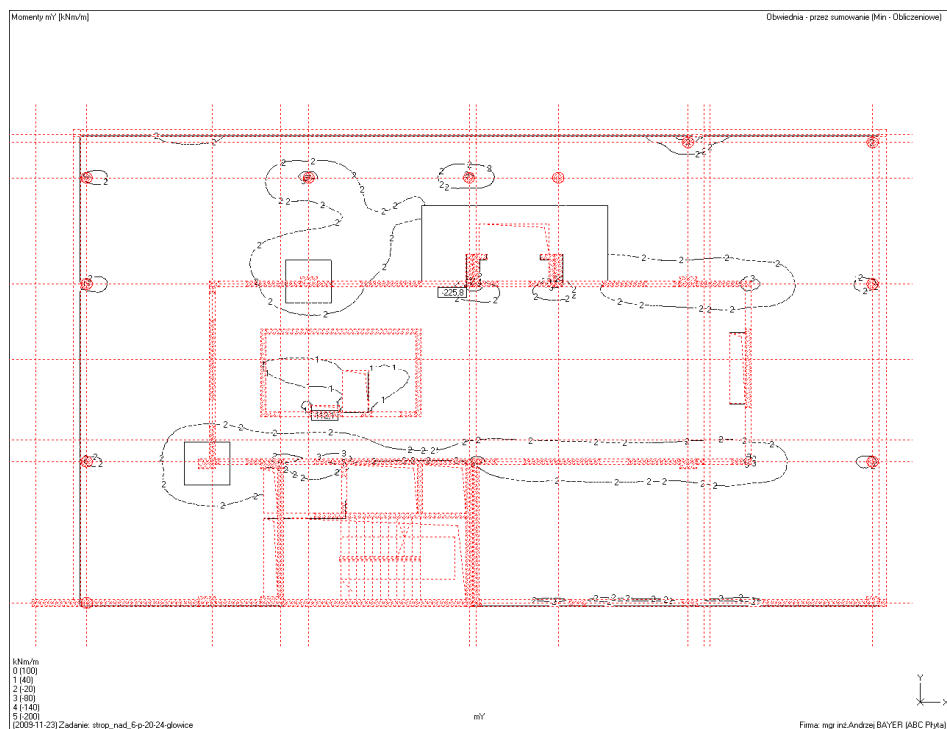 Momenty mY [kNm/m]
Obwiednia - przez sumowanie (Min - Obliczeniowe)
-225,8
kNm/m
0 (100)
1 (40)
2 (-20)
3 (-80)
4 (-140)
5 (-200)
(2009-11-23) Zadanie: strop_nad_6-p-20-24-glowice
mY
Firma: mgr inż.Andrzej BAYER (ABC Płyta)
Y
X